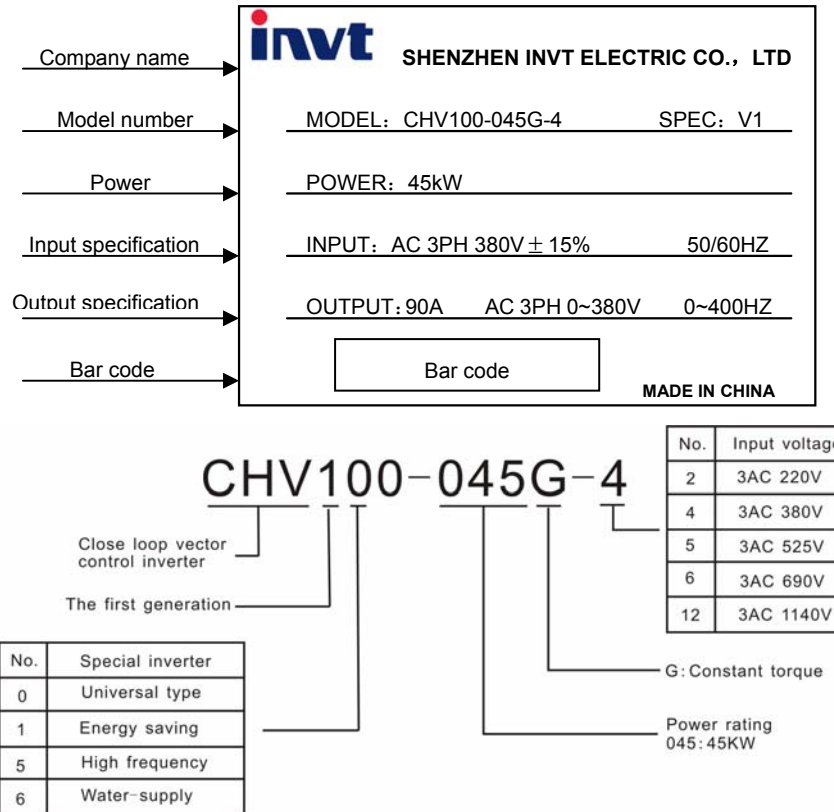 invt
Company name SHENZHEN INVT ELECTRIC CO.，LTD
Model number MODEL：CHV100-045G-4 SPEC：V1
Power POWER：45kW
Input specification INPUT：AC 3PH 380V±15% 50/60HZ
Output specification OUTPUT：90A AC 3PH 0~380V 0~400HZ
Bar code Bar code
MADE IN CHINA
CHV100-045G-4
No. Input voltage
2 3AC 220V
4 3AC 380V
5 3AC 525V
6 3AC 690V
12 3AC 1140V
Close loop vector
control inverter
The first generation
No. Special inverter
0 Universal type
1 Energy saving
5 High frequency
6 Water-supply
G:Constant torque
Power rating
045:45KW